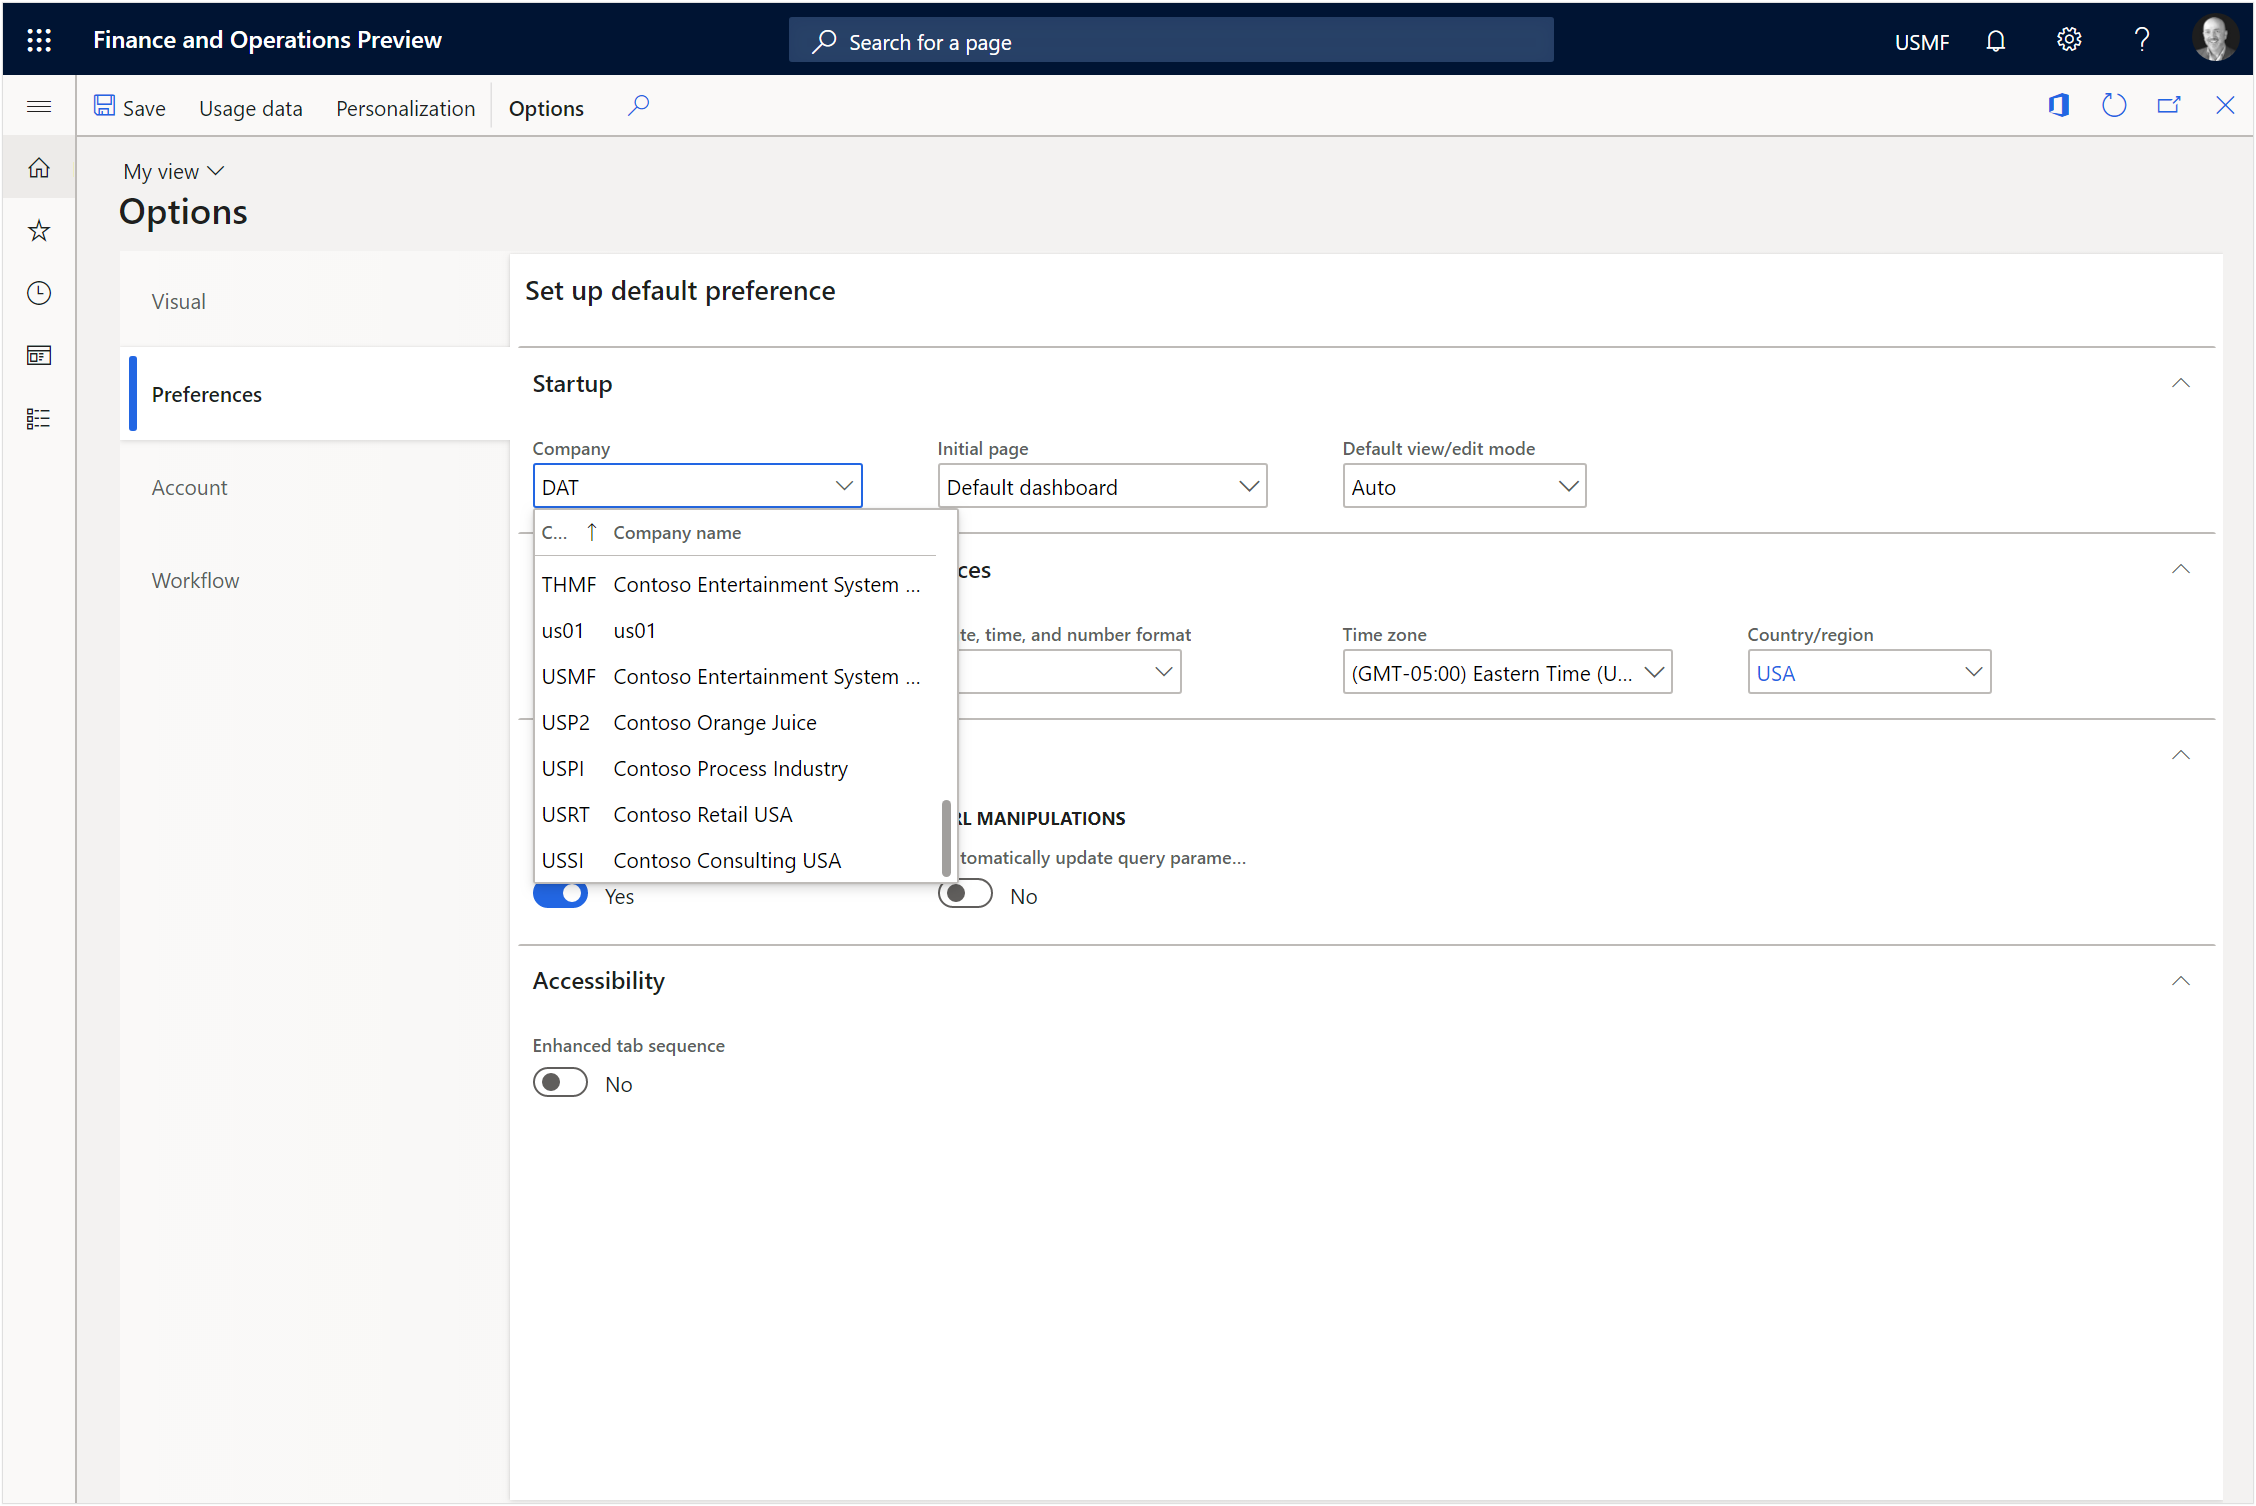 Finance and Operations Preview
Search for a page
USMF
Save
Usage data
Personalization
Options
My view
Options
Visual
Preferences
Account
Workflow
Set up default preference
Startup
Company
Initial page
Default view/edit mode
DAT
Default dashboard
Auto
C... ↑ Company name
THMF Contoso Entertainment System ...
us01 us01
USMF Contoso Entertainment System ...
USP2 Contoso Orange Juice
USPI Contoso Process Industry
USRT Contoso Retail USA
USSI Contoso Consulting USA
ces
te, time, and number format
Time zone
Country/region
(GMT-05:00) Eastern Time (U...
USA
RL MANIPULATIONS
tomatically update query parame...
Yes
No
Accessibility
Enhanced tab sequence
No